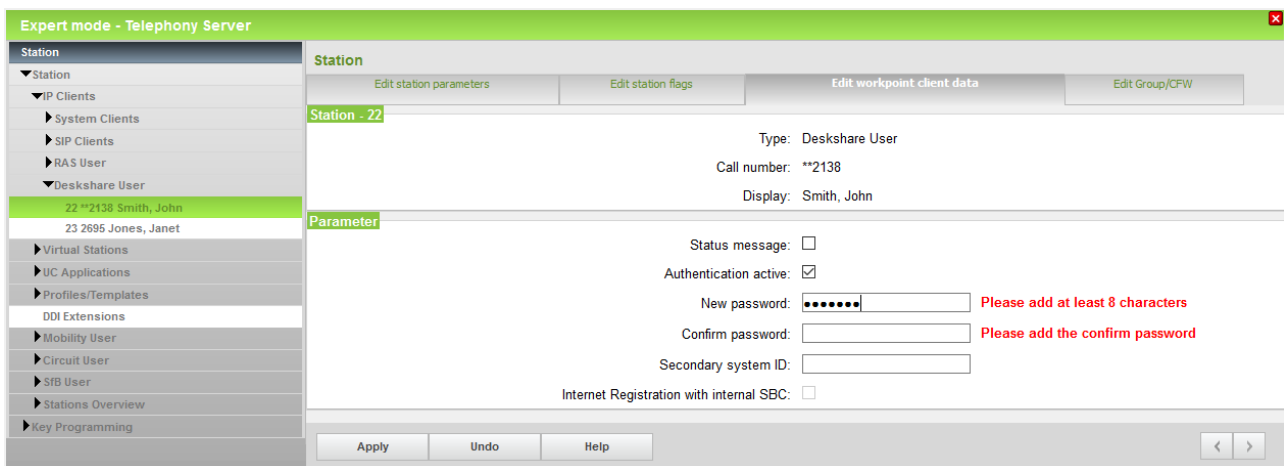 Expert mode - Telephony Server
Station
Station
IP Clients
System Clients
SIP Clients
RAS User
Deskshare User
22 **2138 Smith, John
23 2695 Jones, Janet
Virtual Stations
UC Applications
Profiles/Templates
DDI Extensions
Mobility User
Circuit User
SfB User
Stations Overview
Key Programming
Station
Edit station parameters Edit station flags Edit workpoint client data Edit Group/CFW
Station - 22
Type: Deskshare User
Call number: **2138
Display: Smith, John
Parameter
Status message:
Authentication active:
New password: ●●●●●●● Please add at least 8 characters
Confirm password: Please add the confirm password
Secondary system ID:
Internet Registration with internal SBC:
Apply Undo Help